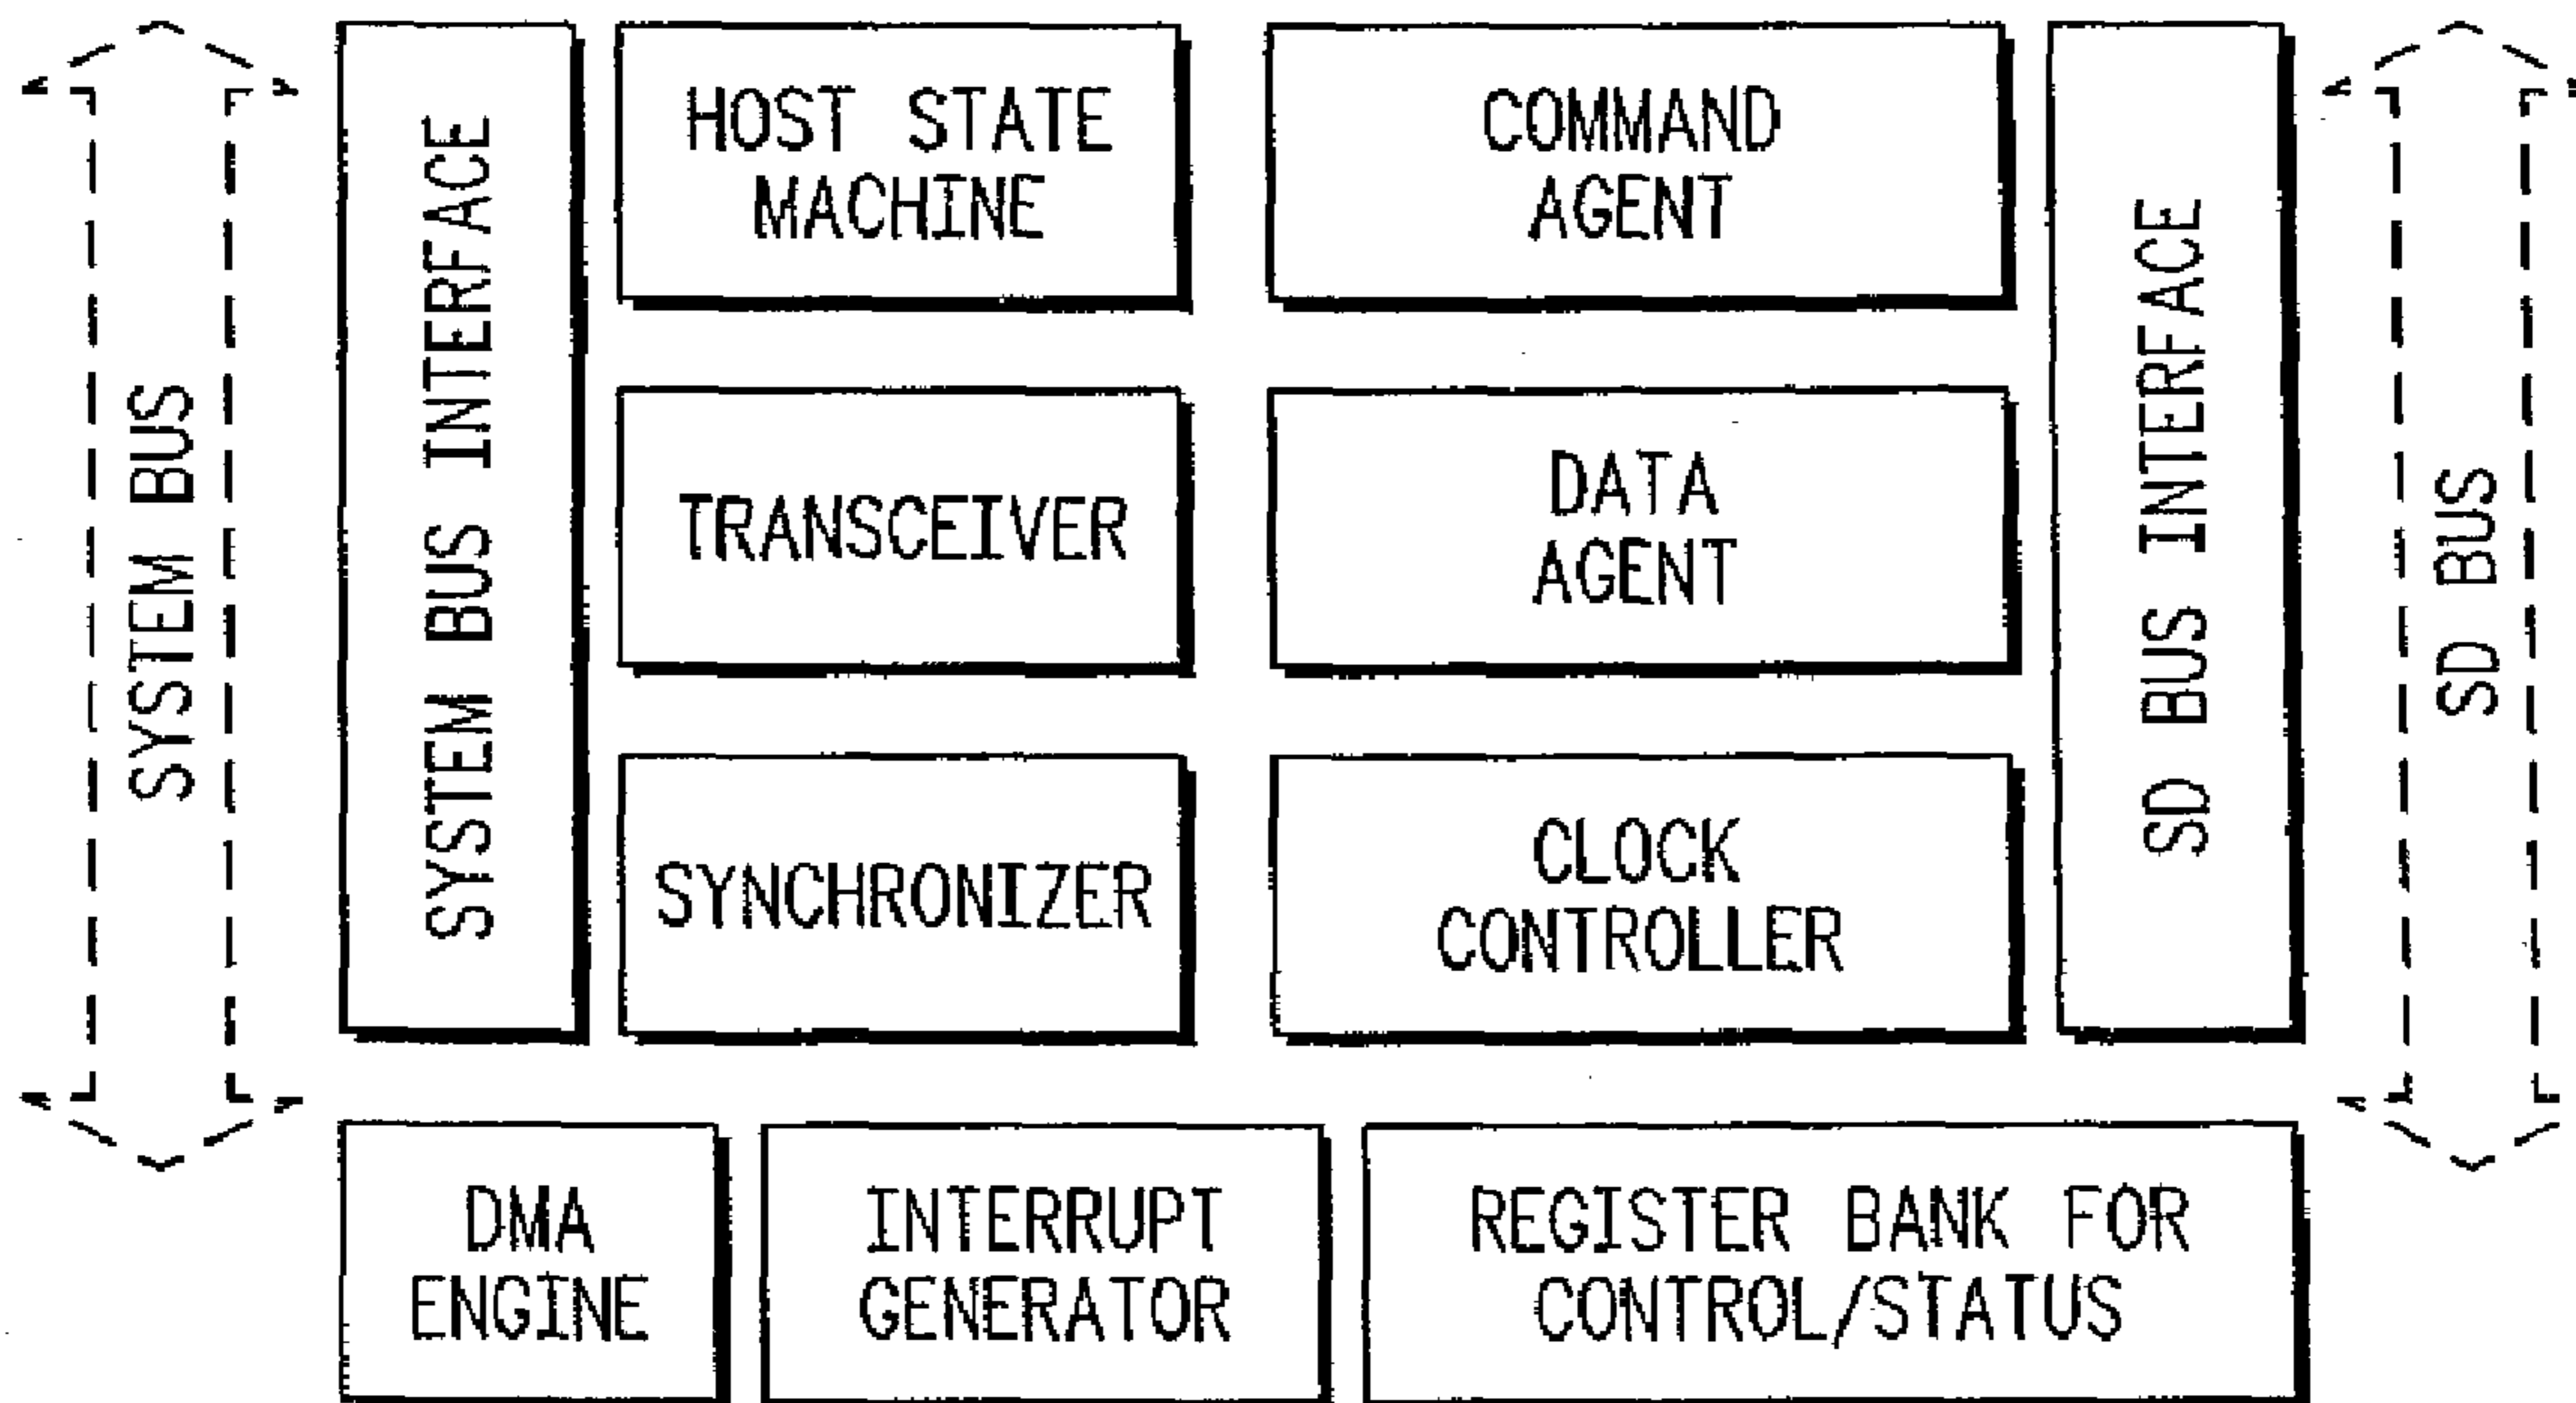 SYSTEM BUS
SYSTEM BUS INTERFACE
HOST STATE
MACHINE
COMMAND
AGENT
TRANSCEIVER
DATA
AGENT
SYNCHRONIZER
CLOCK
CONTROLLER
SD BUS INTERFACE
SD BUS
DMA
ENGINE
INTERRUPT
GENERATOR
REGISTER BANK FOR
CONTROL/STATUS